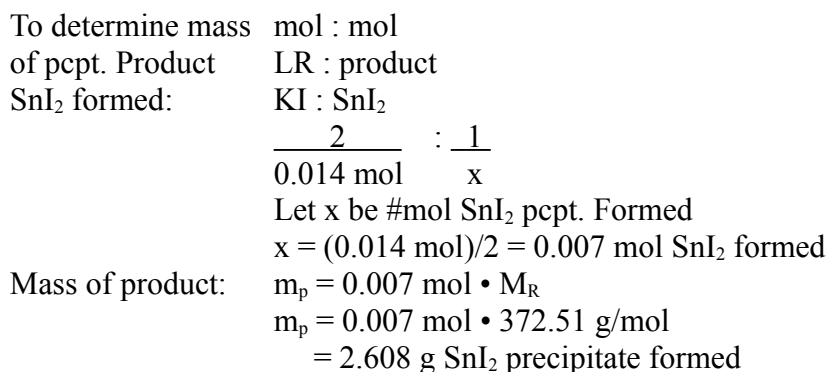 To determine mass mol : mol
of pcpt. Product LR : product
SnI₂ formed: KI : SnI₂
2 : 1
0.014 mol x
Let x be #mol SnI₂ pcpt. Formed
x = (0.014 mol)/2 = 0.007 mol SnI₂ formed
Mass of product: mₚ = 0.007 mol • M_R
mₚ = 0.007 mol • 372.51 g/mol
= 2.608 g SnI₂ precipitate formed